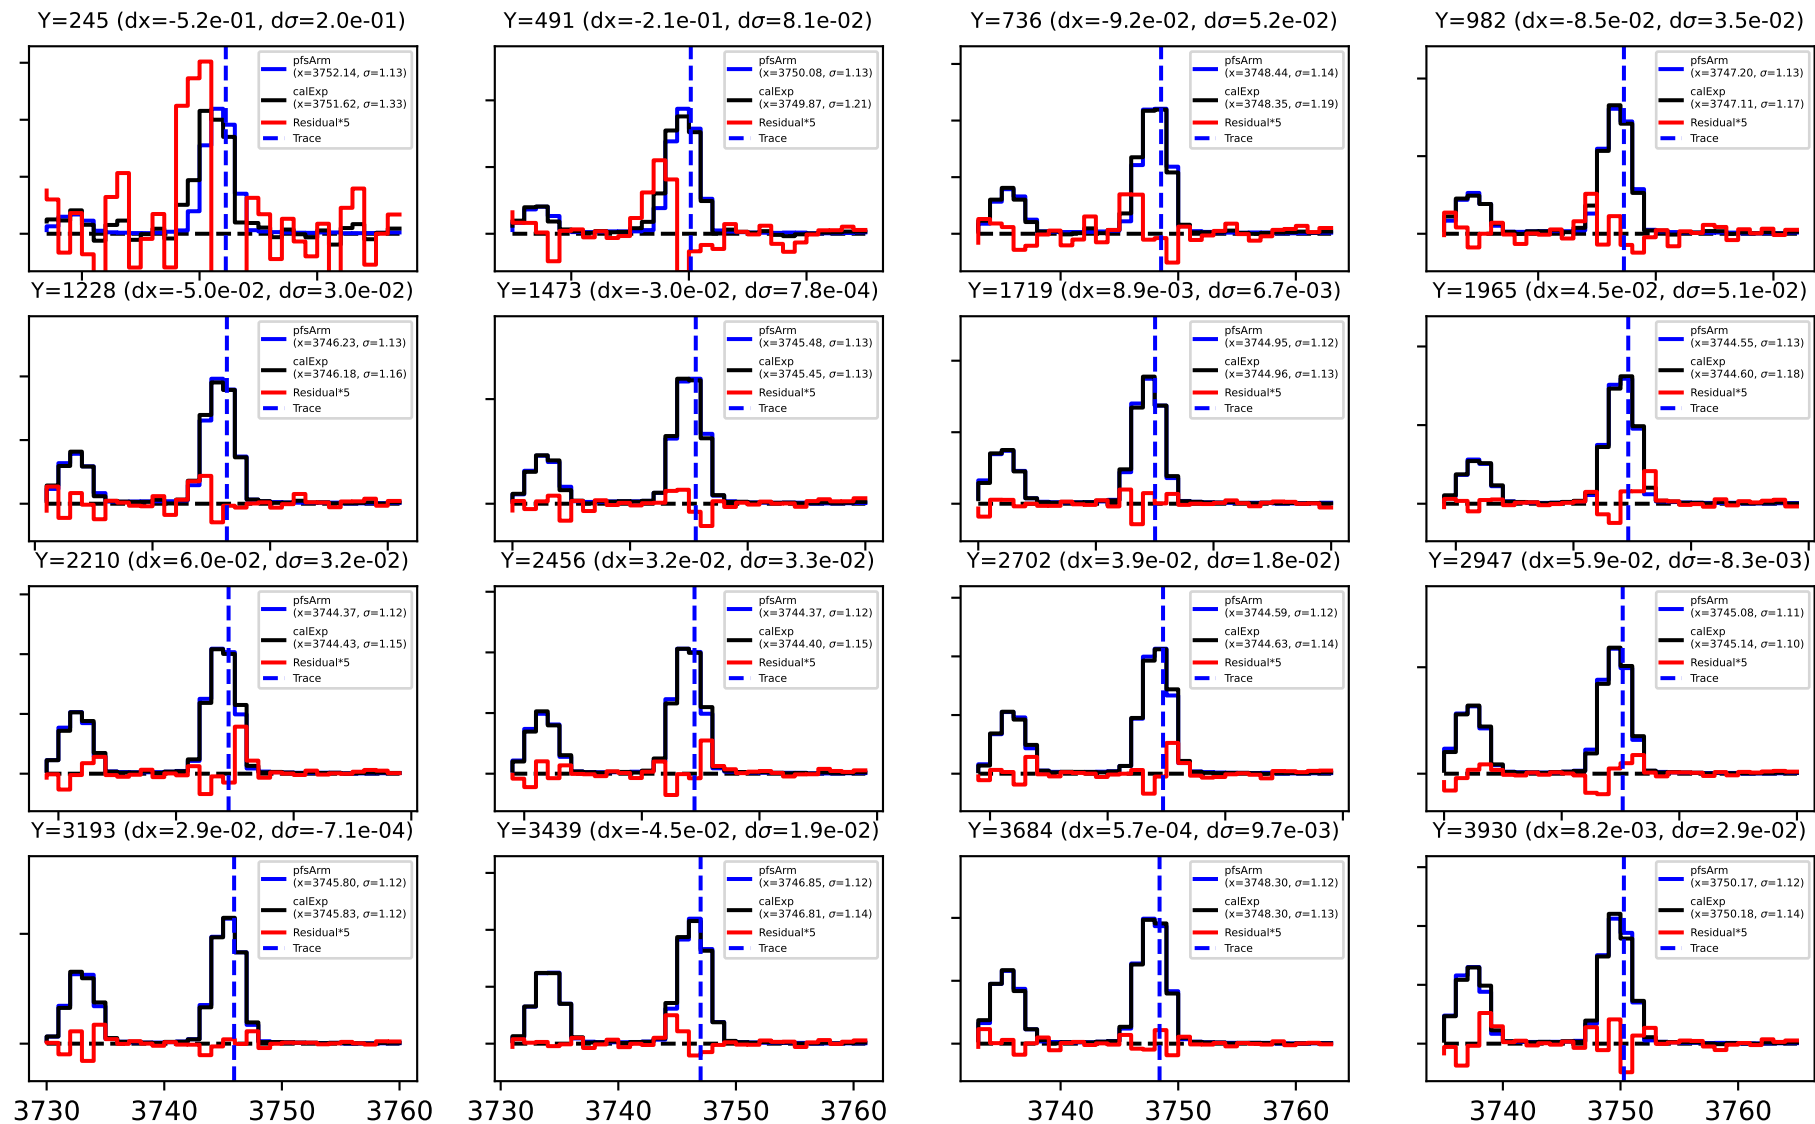 Y=245 (dx=-5.2e-01, dσ=2.0e-01)
pfsArm
(x=3752.14, σ=1.13)
calExp
(x=3751.62, σ=1.33)
Residual*5
Trace
Y=491 (dx=-2.1e-01, dσ=8.1e-02)
pfsArm
(x=3750.08, σ=1.13)
calExp
(x=3749.87, σ=1.21)
Residual*5
Trace
Y=736 (dx=-9.2e-02, dσ=5.2e-02)
pfsArm
(x=3748.44, σ=1.14)
calExp
(x=3748.35, σ=1.19)
Residual*5
Trace
Y=982 (dx=-8.5e-02, dσ=3.5e-02)
pfsArm
(x=3747.20, σ=1.13)
calExp
(x=3747.11, σ=1.17)
Residual*5
Trace
Y=1228 (dx=-5.0e-02, dσ=3.0e-02)
pfsArm
(x=3746.23, σ=1.13)
calExp
(x=3746.18, σ=1.16)
Residual*5
Trace
Y=1473 (dx=-3.0e-02, dσ=7.8e-04)
pfsArm
(x=3745.48, σ=1.13)
calExp
(x=3745.45, σ=1.13)
Residual*5
Trace
Y=1719 (dx=8.9e-03, dσ=6.7e-03)
pfsArm
(x=3744.95, σ=1.12)
calExp
(x=3744.96, σ=1.13)
Residual*5
Trace
Y=1965 (dx=4.5e-02, dσ=5.1e-02)
pfsArm
(x=3744.55, σ=1.13)
calExp
(x=3744.60, σ=1.18)
Residual*5
Trace
Y=2210 (dx=6.0e-02, dσ=3.2e-02)
pfsArm
(x=3744.37, σ=1.12)
calExp
(x=3744.43, σ=1.15)
Residual*5
Trace
Y=2456 (dx=3.2e-02, dσ=3.3e-02)
pfsArm
(x=3744.37, σ=1.12)
calExp
(x=3744.40, σ=1.15)
Residual*5
Trace
Y=2702 (dx=3.9e-02, dσ=1.8e-02)
pfsArm
(x=3744.59, σ=1.12)
calExp
(x=3744.63, σ=1.14)
Residual*5
Trace
Y=2947 (dx=5.9e-02, dσ=-8.3e-03)
pfsArm
(x=3745.08, σ=1.11)
calExp
(x=3745.14, σ=1.10)
Residual*5
Trace
Y=3193 (dx=2.9e-02, dσ=-7.1e-04)
pfsArm
(x=3745.80, σ=1.12)
calExp
(x=3745.83, σ=1.12)
Residual*5
Trace
Y=3439 (dx=-4.5e-02, dσ=1.9e-02)
pfsArm
(x=3746.85, σ=1.12)
calExp
(x=3746.81, σ=1.14)
Residual*5
Trace
Y=3684 (dx=5.7e-04, dσ=9.7e-03)
pfsArm
(x=3748.30, σ=1.12)
calExp
(x=3748.30, σ=1.13)
Residual*5
Trace
Y=3930 (dx=8.2e-03, dσ=2.9e-02)
pfsArm
(x=3750.17, σ=1.12)
calExp
(x=3750.18, σ=1.14)
Residual*5
Trace
3730 3740 3750 3760
3730 3740 3750 3760
3740 3750 3760
3740 3750 3760